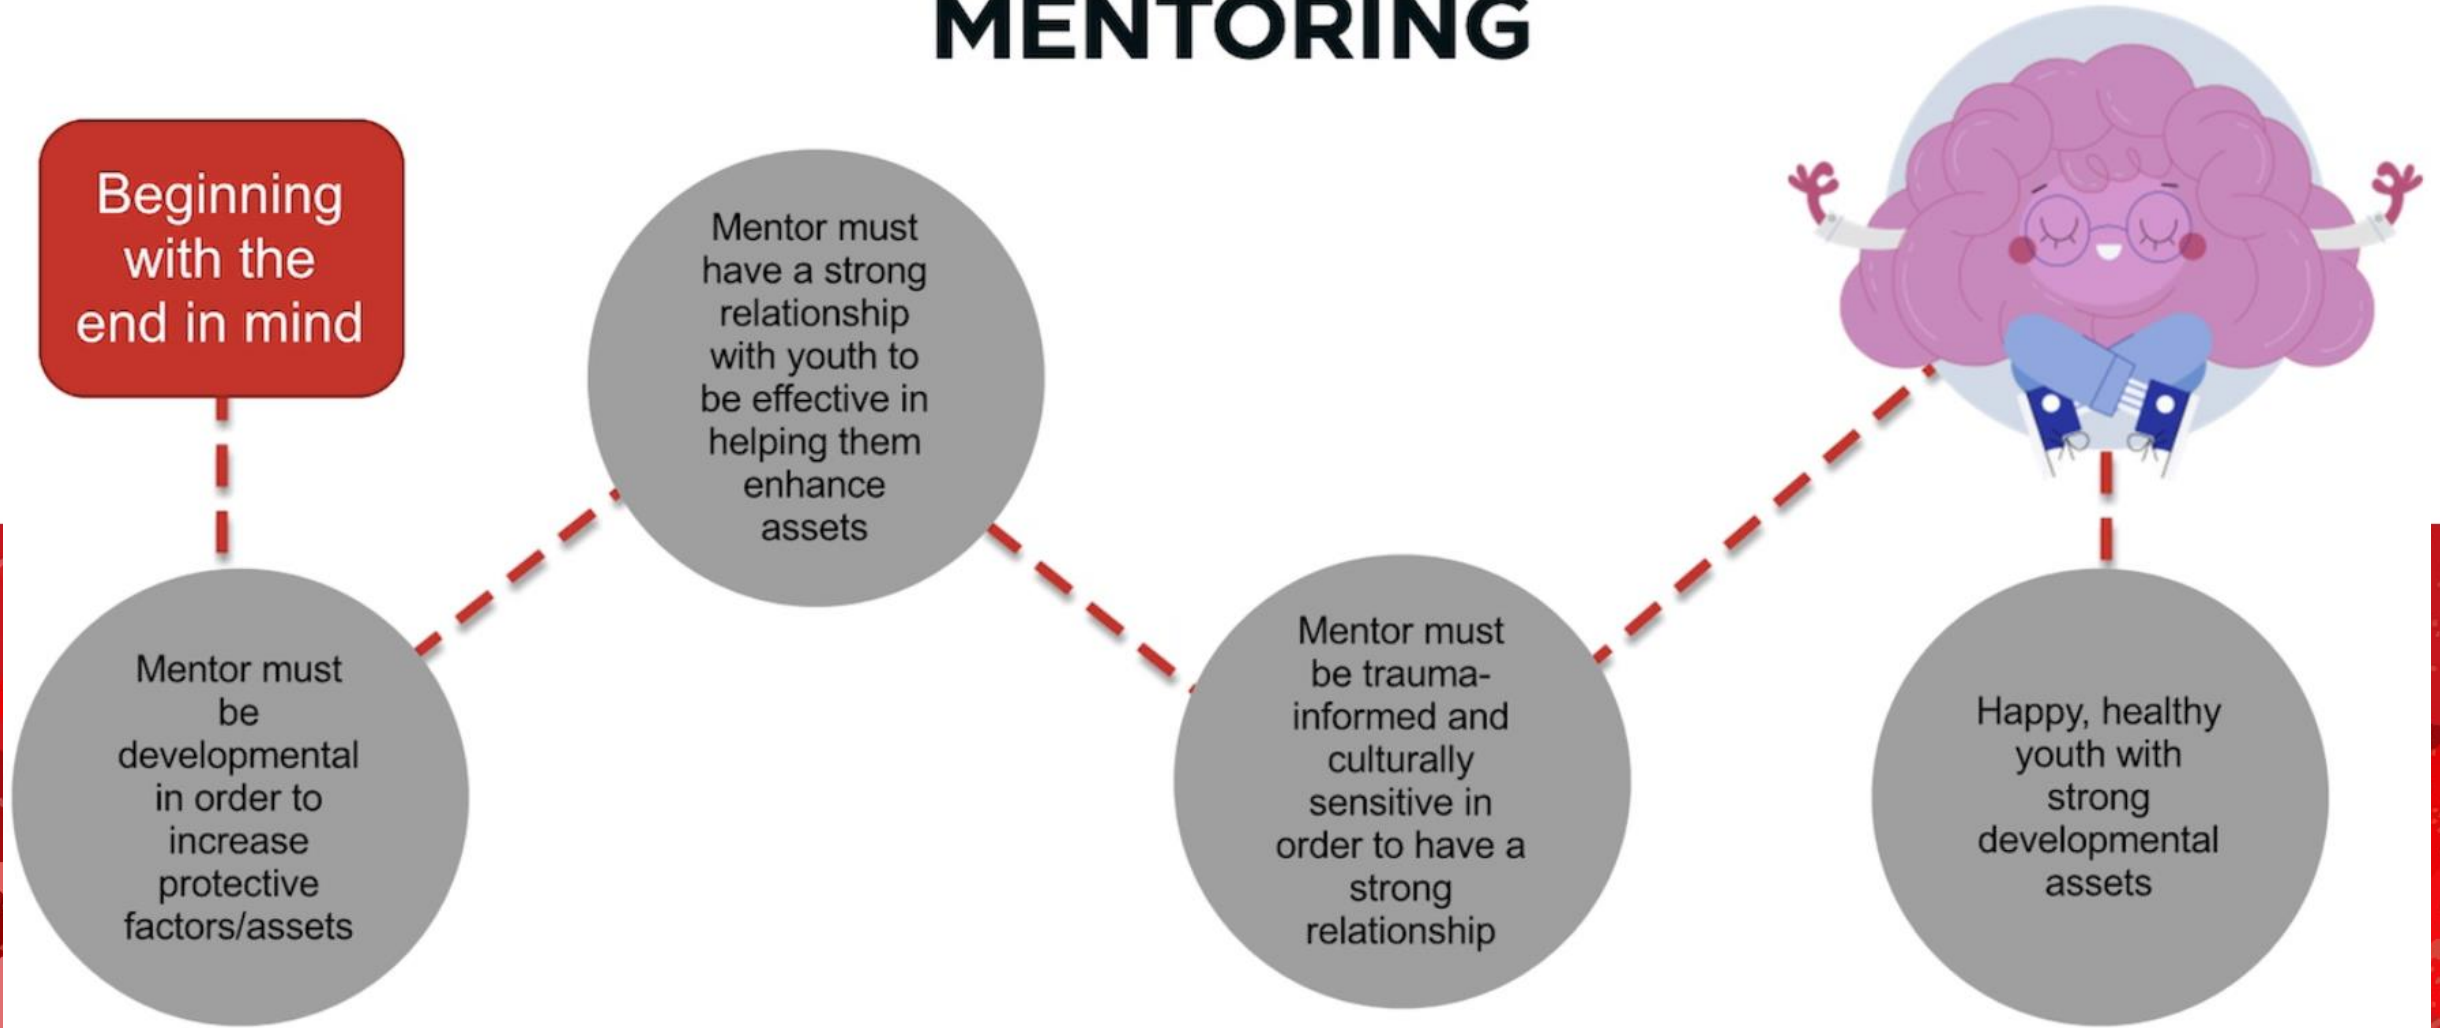 MENTORING
Beginning
with the
end in mind
Mentor must
be
developmental
in order to
increase
protective
factors/assets
Mentor must
have a strong
relationship
with youth to
be effective in
helping them
enhance
assets
Mentor must
be trauma-
informed and
culturally
sensitive in
order to have a
strong
relationship
Happy, healthy
youth with
strong
developmental
assets